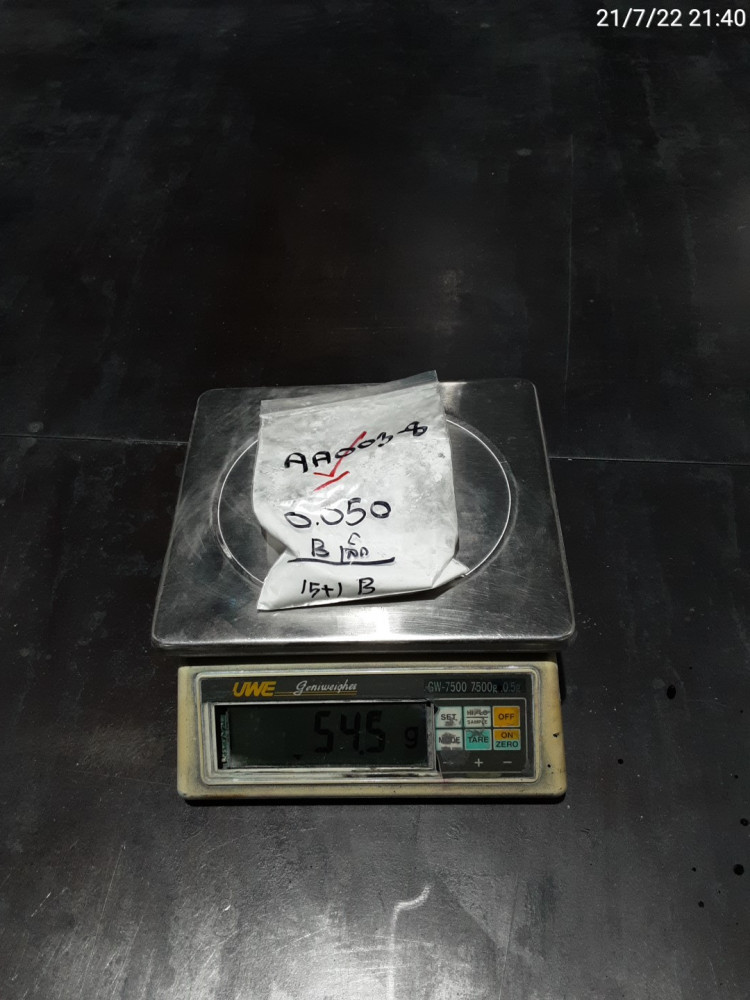 21/7/22 21:40
AA003-8
0.050
B เล็ก
15+1 B
UWE Geniweigher GW-7500 7500g 0.5g
54.5 g
SET
OFF
MODE TARE ON ZERO
+ −